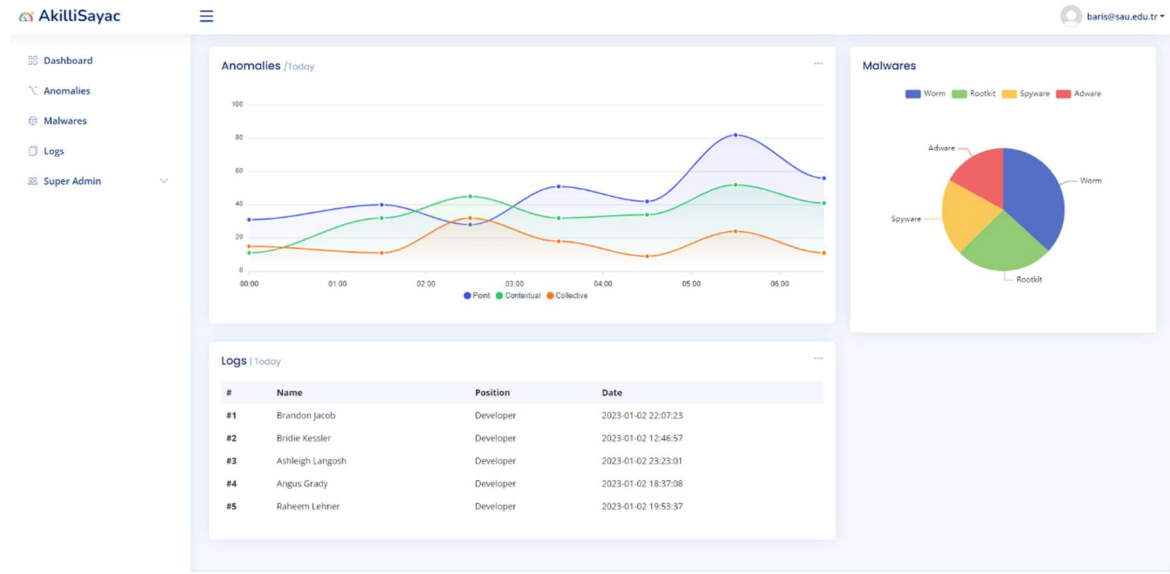 AkilliSayac
baris@sau.edu.tr
Dashboard
Anomalies
Malwares
Logs
Super Admin
Anomalies /Today
100
80
60
40
20
0
00:00 01:00 02:00 03:00 04:00 05:00 06:00
Point Contextual Collective
Malwares
Worm Rootkit Spyware Adware
Adware
Worm
Spyware
Rootkit
Logs | Today
# Name Position Date
#1 Brandon Jacob Developer 2023-01-02 22:07:23
#2 Bridie Kessler Developer 2023-01-02 12:46:57
#3 Ashleigh Langosh Developer 2023-01-02 23:23:01
#4 Angus Grady Developer 2023-01-02 18:37:08
#5 Raheem Lehner Developer 2023-01-02 19:53:37